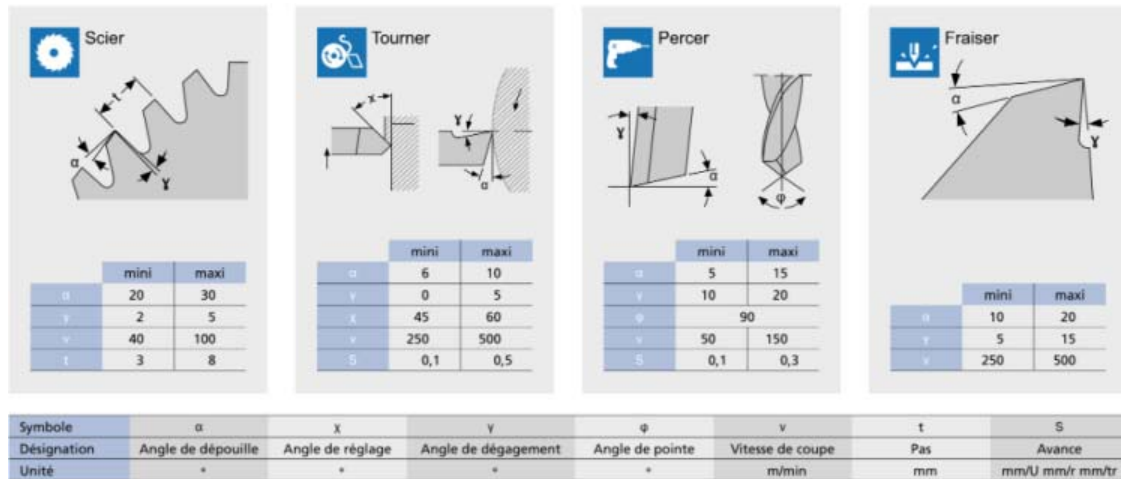 Scier
t
α
γ
mini maxi
α 20 30
γ 2 5
v 40 100
t 3 8
Tourner
χ
γ
α
mini maxi
α 6 10
γ 0 5
χ 45 60
v 250 500
S 0,1 0,5
Percer
γ
α
φ
mini maxi
α 5 15
γ 10 20
φ 90
v 50 150
S 0,1 0,3
Fraiser
α
γ
mini maxi
α 10 20
γ 5 15
v 250 500
Symbole α χ γ φ v t S
Désignation Angle de dépouille Angle de réglage Angle de dégagement Angle de pointe Vitesse de coupe Pas Avance
Unité ° ° ° ° m/min mm mm/U mm/r mm/tr